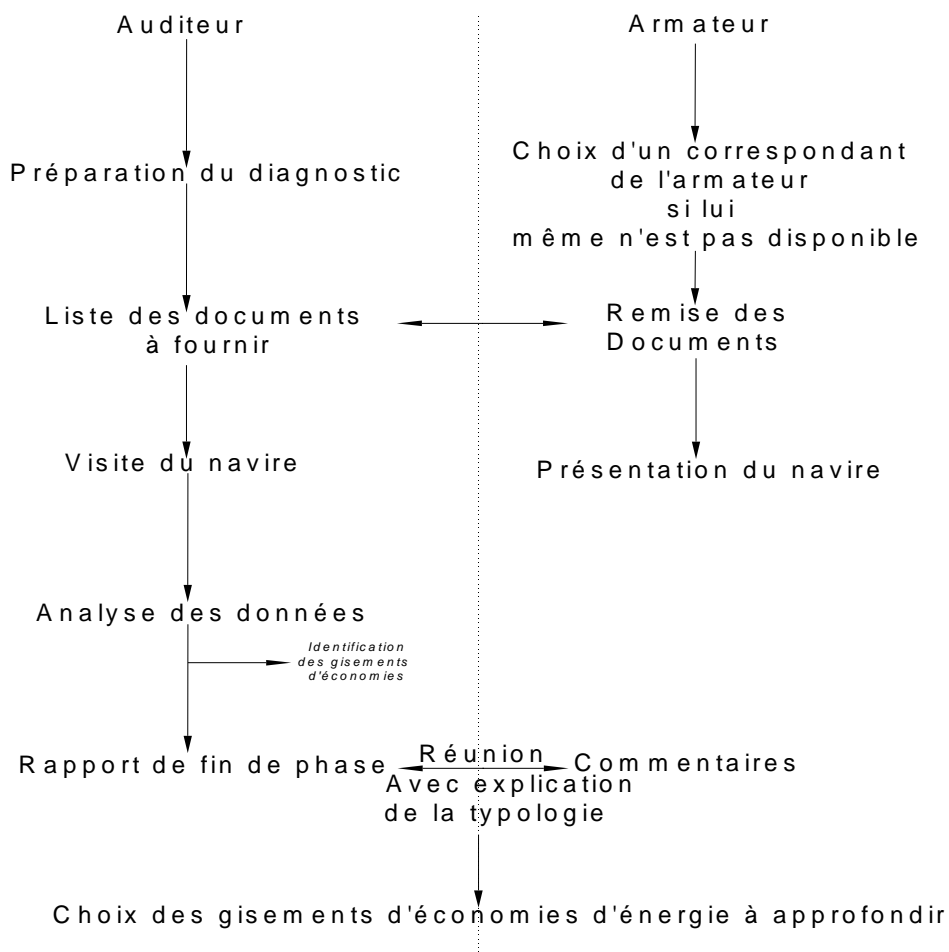 Auditeur
Armateur
Préparation du diagnostic
Choix d'un correspondant
de l'armateur
si lui
même n'est pas disponible
Liste des documents
à fournir
Remise des
Documents
Visite du navire
Présentation du navire
Analyse des données
Identification
des gisements
d'économies
Rapport de fin de phase
Réunion
Avec explication
de la typologie
Commentaires
Choix des gisements d'économies d'énergie à approfondir